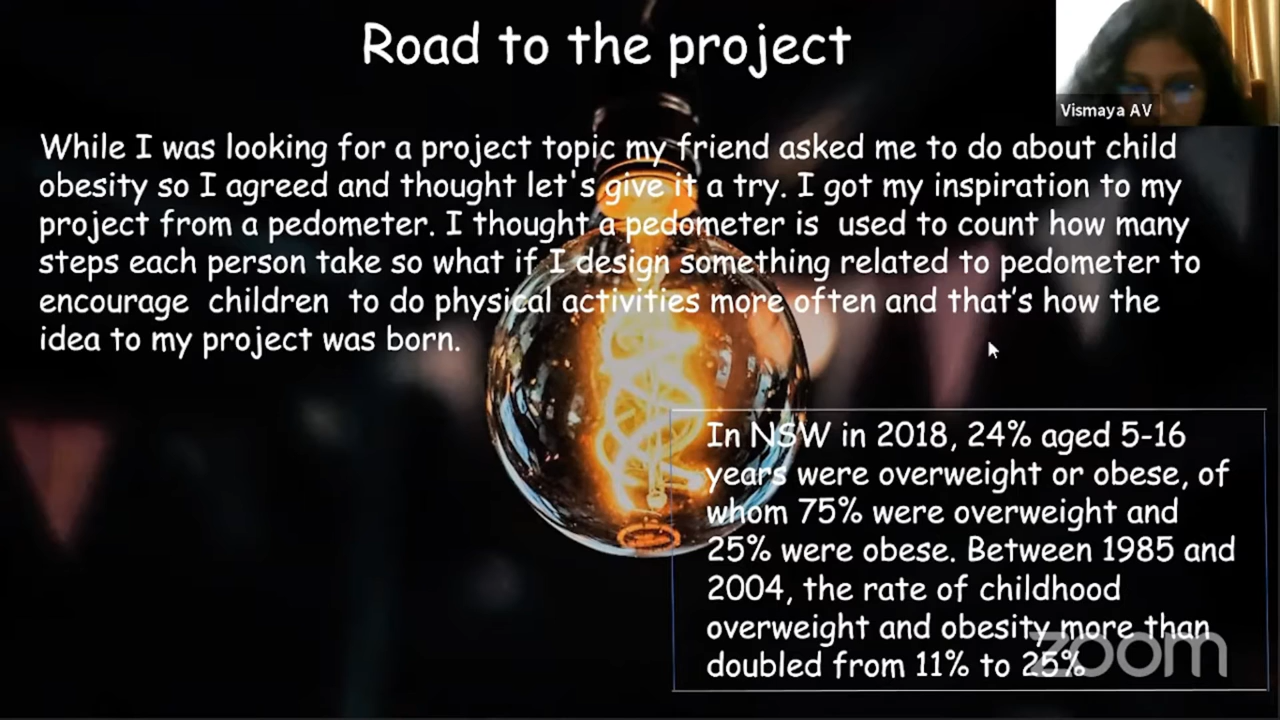 Road to the project
Vismaya AV
While I was looking for a project topic my friend asked me to do about child
obesity so I agreed and thought let's give it a try. I got my inspiration to my
project from a pedometer. I thought a pedometer is used to count how many
steps each person take so what if I design something related to pedometer to
encourage children to do physical activities more often and that's how the
idea to my project was born.
In NSW in 2018, 24% aged 5-16
years were overweight or obese, of
whom 75% were overweight and
25% were obese. Between 1985 and
2004, the rate of childhood
overweight and obesity more than
doubled from 11% to 25%.
zoom